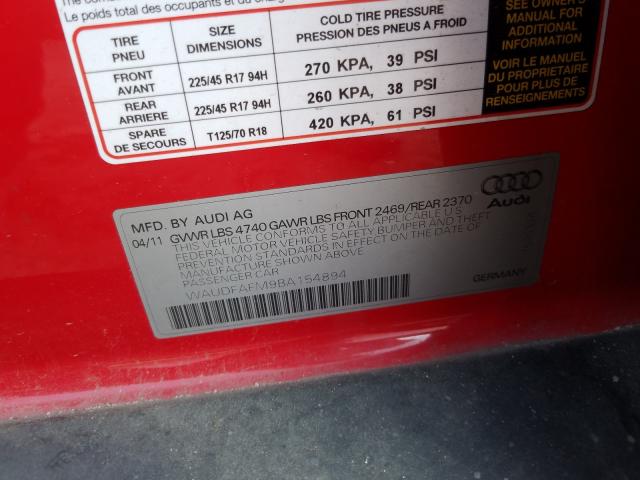 Le poids total des occupants et du
TIRE
PNEU
SIZE
DIMENSIONS
COLD TIRE PRESSURE
PRESSION DES PNEUS A FROID
FRONT
AVANT
225/45 R17 94H
270 KPA, 39 PSI
REAR
ARRIERE
225/45 R17 94H
260 KPA, 38 PSI
SPARE
DE SECOURS
T125/70 R18
420 KPA, 61 PSI
SEE OWNER'S
MANUAL FOR
ADDITIONAL
INFORMATION
VOIR LE MANUEL
DU PROPRIETAIRE
POUR PLUS DE
RENSEIGNEMENTS
MFD. BY AUDI AG
04/11 GVWR LBS 4740 GAWR LBS FRONT 2469/REAR 2370
THIS VEHICLE CONFORMS TO ALL APPLICABLE U S
FEDERAL MOTOR VEHICLE SAFETY BUMPER AND THEFT
PREVENTION STANDARDS IN EFFECT ON THE DATE OF
MANUFACTURE SHOWN ABOVE
PASSENGER CAR
WAUDFAFM9BA154894
Audi
GERMANY